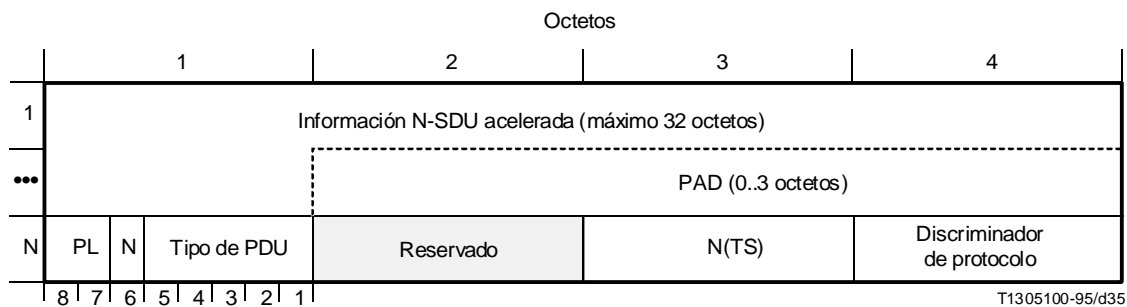 Octetos
1 2 3 4
1 Información N-SDU acelerada (máximo 32 octetos)
••• PAD (0..3 octetos)
N PL N Tipo de PDU Reservado N(TS) Discriminador
de protocolo
8 7 6 5 4 3 2 1
T1305100-95/d35